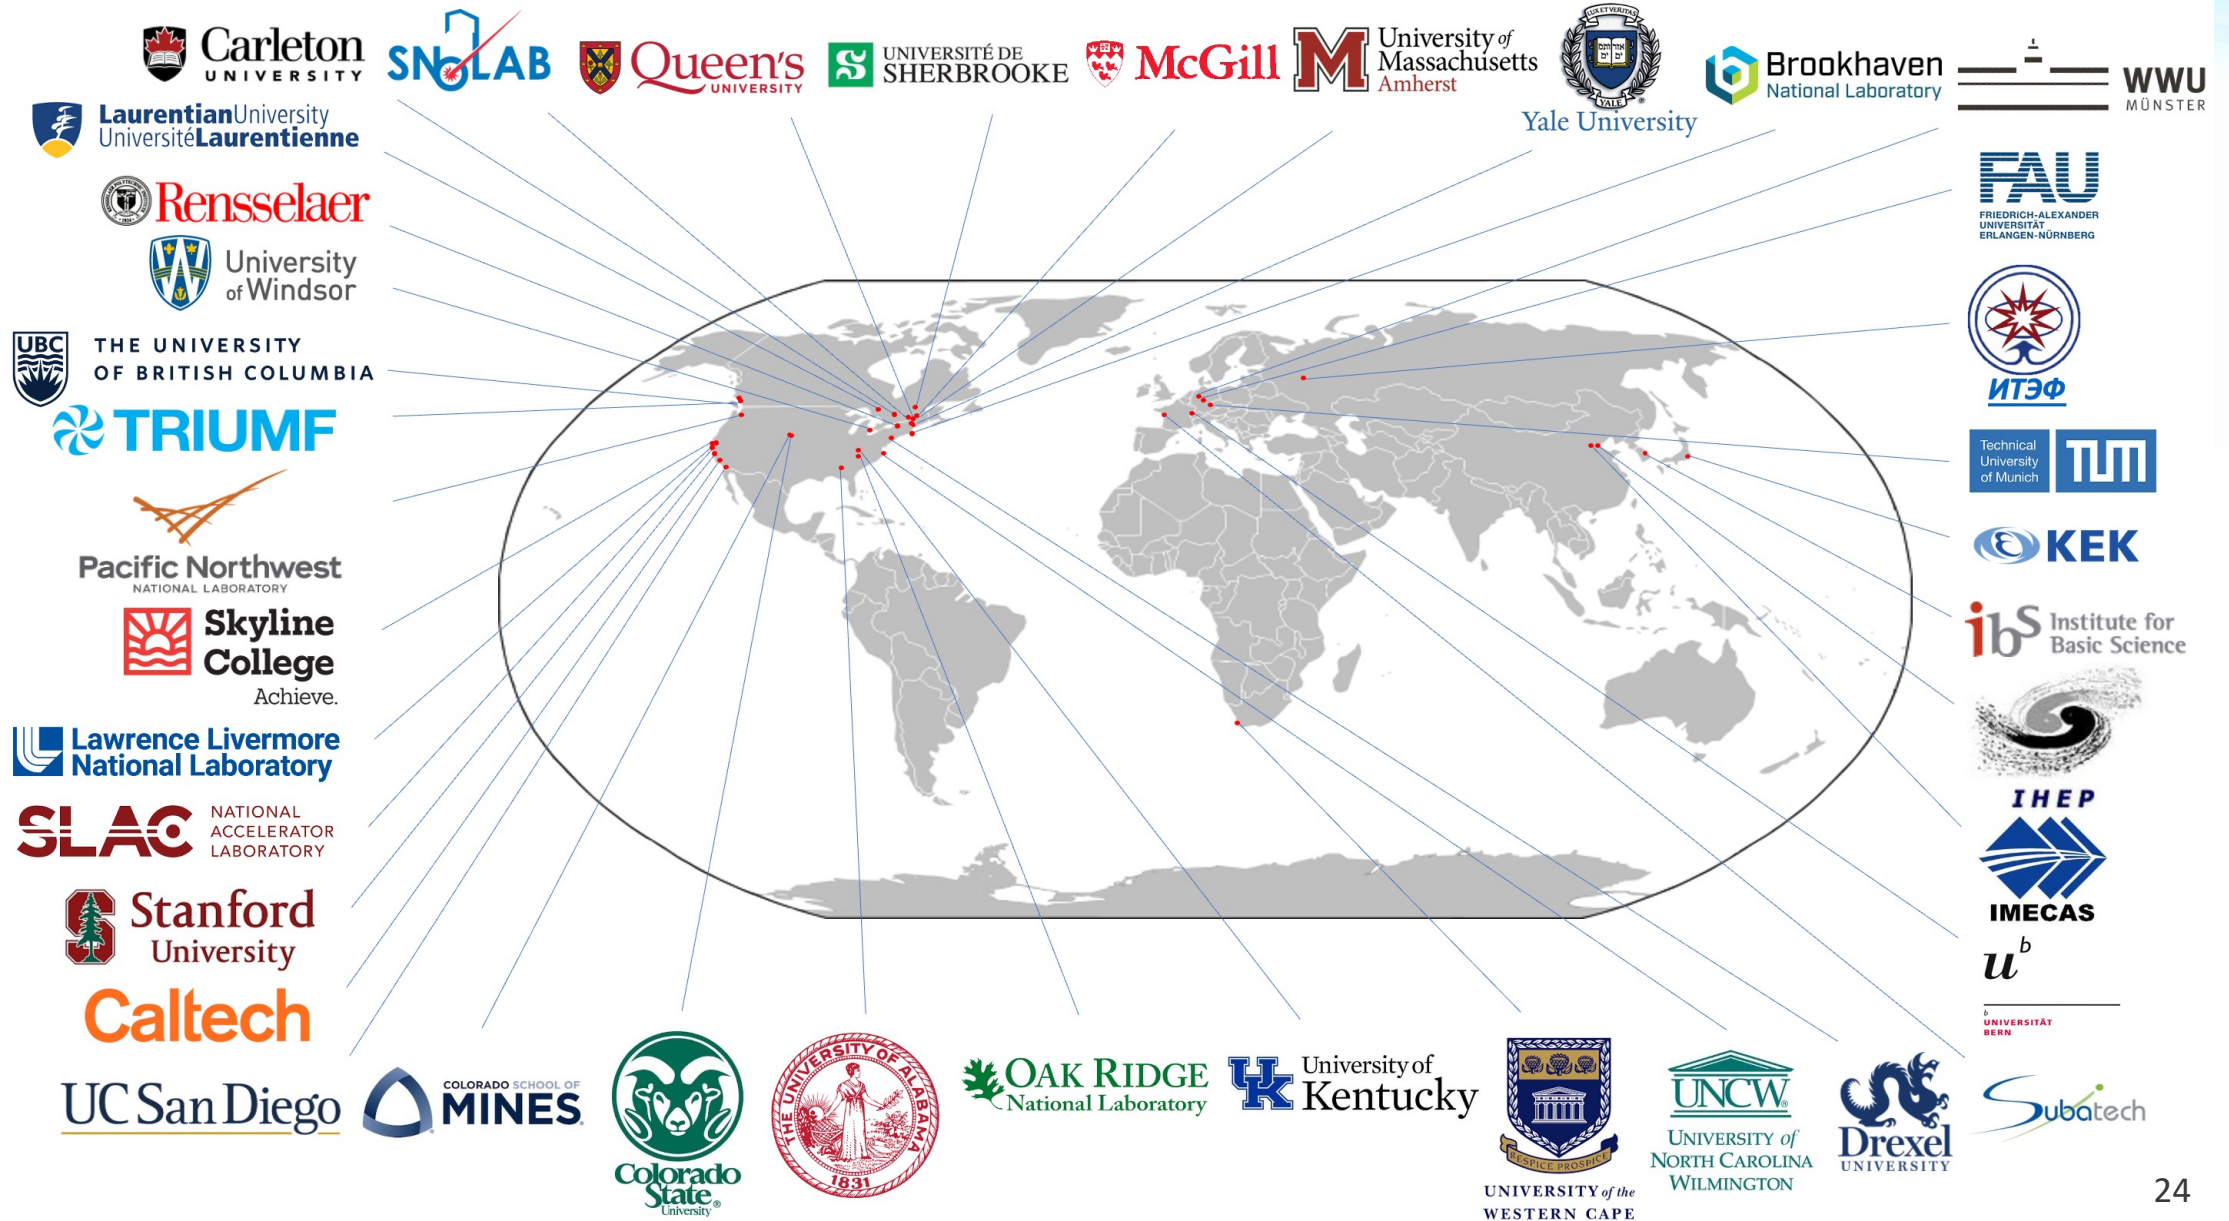 Carleton
UNIVERSITY
SNOLAB
Queen's
UNIVERSITY
UNIVERSITÉ DE
SHERBROOKE
McGill
University of
Massachusetts
Amherst
LUX ET VERITAS
YALE
Yale University
Brookhaven
National Laboratory
WWU
MÜNSTER
LaurentianUniversity
UniversitéLaurentienne
Rensselaer
University
of Windsor
UBC
THE UNIVERSITY
OF BRITISH COLUMBIA
TRIUMF
Pacific Northwest
NATIONAL LABORATORY
Skyline
College
Achieve.
Lawrence Livermore
National Laboratory
SLAC
NATIONAL
ACCELERATOR
LABORATORY
Stanford
University
Caltech
UC San Diego
COLORADO SCHOOL OF
MINES
Colorado
State
University
THE UNIVERSITY OF ALABAMA
1831
OAK RIDGE
National Laboratory
UK
University of
Kentucky
RESPICE PROSPICE
UNIVERSITY of the
WESTERN CAPE
UNCW
UNIVERSITY of
NORTH CAROLINA
WILMINGTON
Drexel
UNIVERSITY
FAU
FRIEDRICH-ALEXANDER
UNIVERSITÄT
ERLANGEN-NÜRNBERG
ИТЭФ
Technical
University
of Munich
TUM
KEK
ibS
Institute for
Basic Science
IHEP
IMECAS
u b
b
UNIVERSITÄT
BERN
Subatech
24